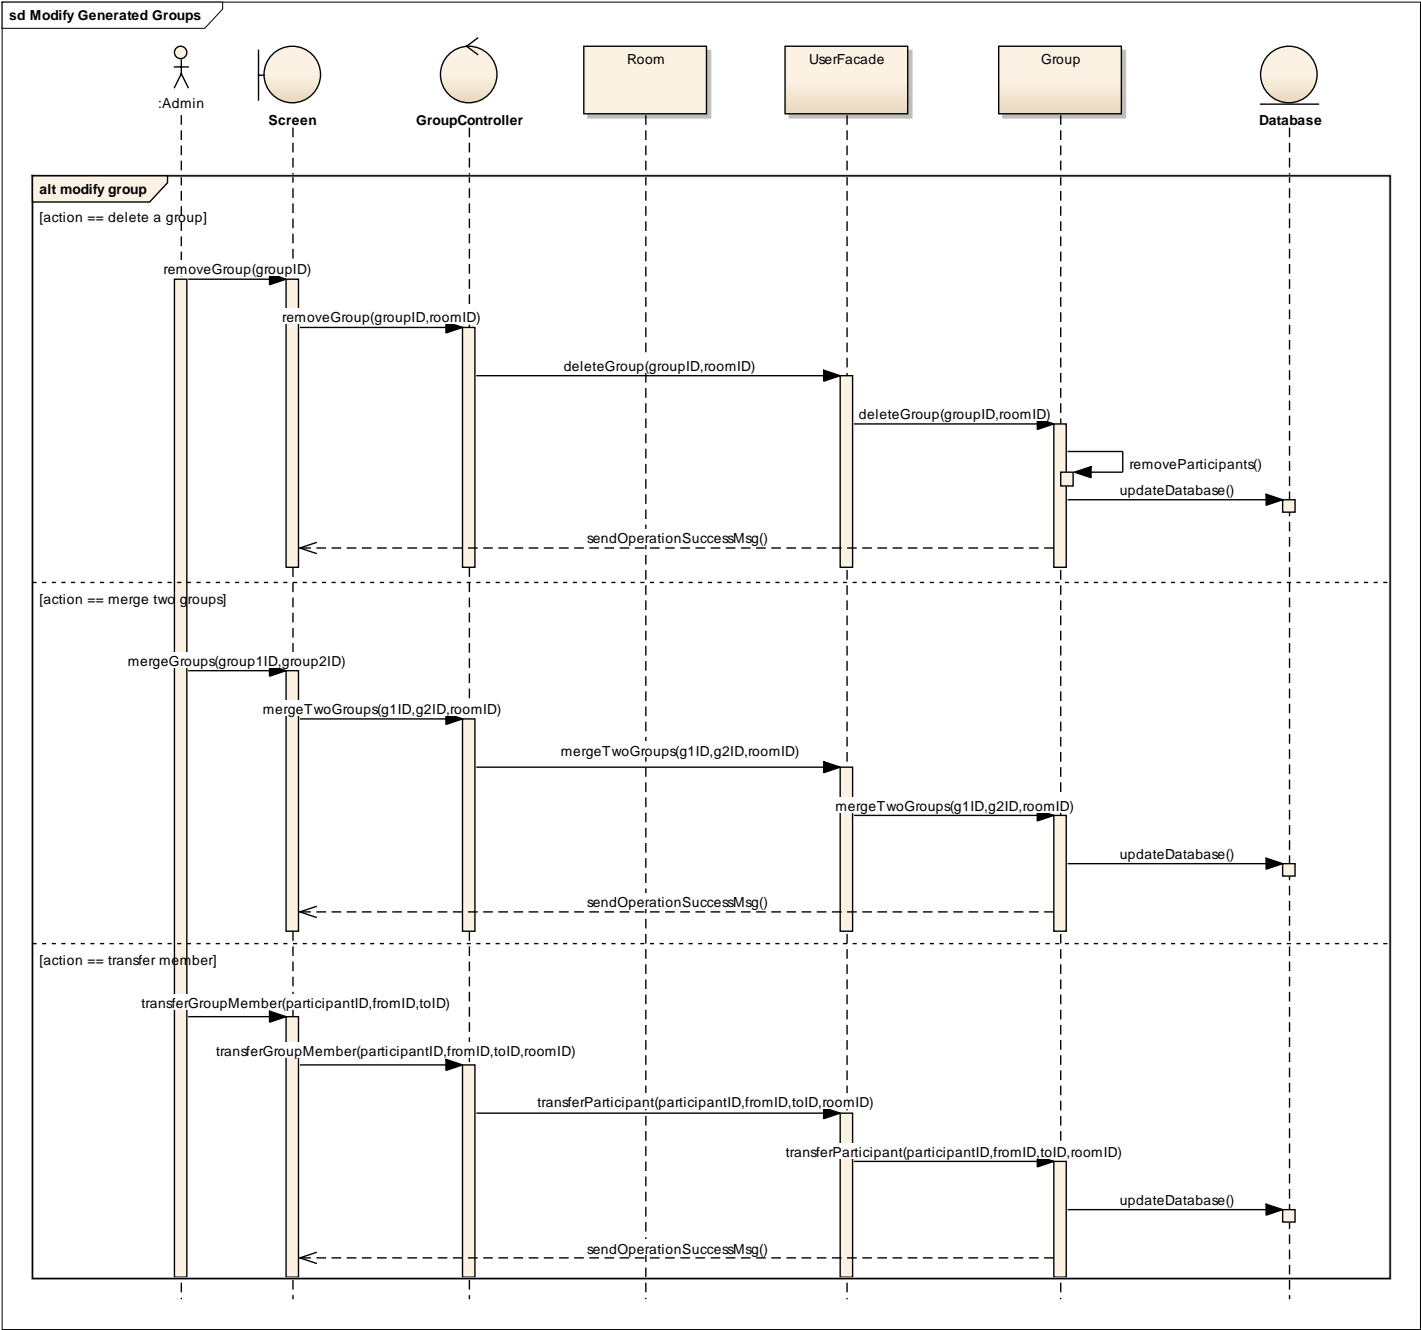 sd Modify Generated Groups
:Admin
Screen
GroupController
Room
UserFacade
Group
Database
alt modify group
[action == delete a group]
removeGroup(groupID)
removeGroup(groupID,roomID)
deleteGroup(groupID,roomID)
deleteGroup(groupID,roomID)
removeParticipants()
updateDatabase()
sendOperationSuccessMsg()
[action == merge two groups]
mergeGroups(group1ID,group2ID)
mergeTwoGroups(g1ID,g2ID,roomID)
mergeTwoGroups(g1ID,g2ID,roomID)
mergeTwoGroups(g1ID,g2ID,roomID)
updateDatabase()
sendOperationSuccessMsg()
[action == transfer member]
transferGroupMember(participantID,fromID,toID)
transferGroupMember(participantID,fromID,toID,roomID)
transferParticipant(participantID,fromID,toID,roomID)
transferParticipant(participantID,fromID,toID,roomID)
updateDatabase()
sendOperationSuccessMsg()